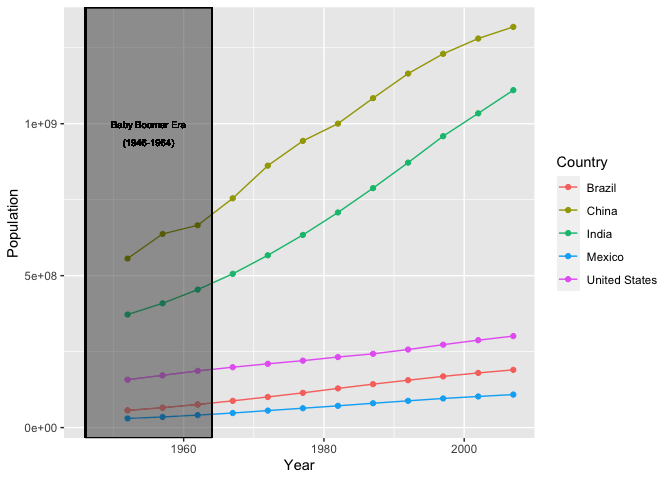 Baby Boomer Era
(1946-1964)
1e+09
5e+08
0e+00
Population
1960
1980
2000
Year
Country
Brazil
China
India
Mexico
United States